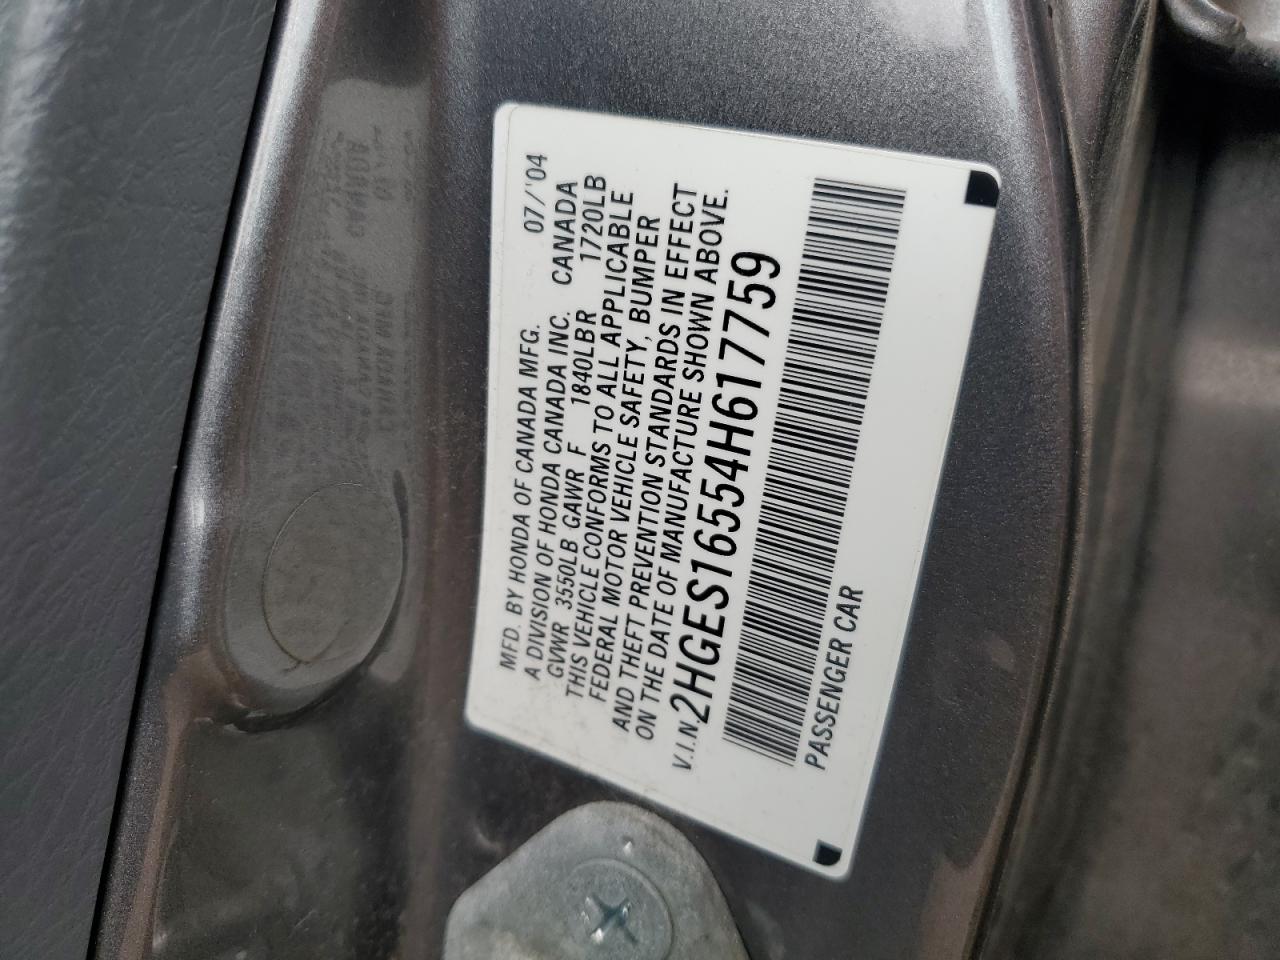 MFD. BY HONDA OF CANADA MFG. 07/'04
A DIVISION OF HONDA CANADA INC. CANADA
GVWR 3550LB GAWR F 1840LBR 1720LB
THIS VEHICLE CONFORMS TO ALL APPLICABLE
FEDERAL MOTOR VEHICLE SAFETY, BUMPER
AND THEFT PREVENTION STANDARDS IN EFFECT
ON THE DATE OF MANUFACTURE SHOWN ABOVE.
V.I.N. 2HGES16554H617759
PASSENGER CAR